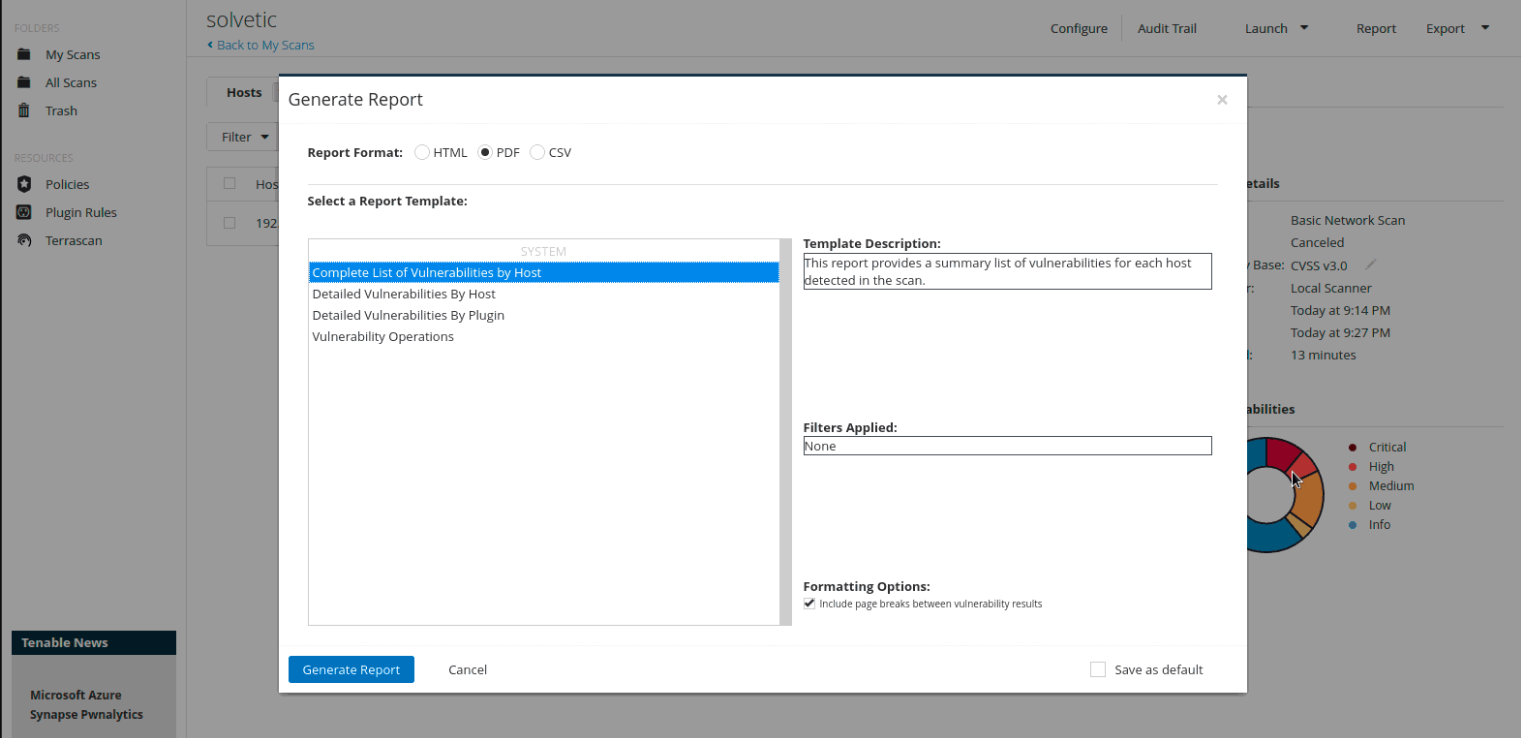 FOLDERS
My Scans
All Scans
Trash
RESOURCES
Policies
Plugin Rules
Terrascan
Tenable News
Microsoft Azure
Synapse Pwnalytics
solvetic
Back to My Scans
Configure
Audit Trail
Launch
Report
Export
Hosts
Filter
192.
Generate Report
×
Report Format: HTML PDF CSV
Select a Report Template:
SYSTEM
Complete List of Vulnerabilities by Host
Detailed Vulnerabilities By Host
Detailed Vulnerabilities By Plugin
Vulnerability Operations
Template Description:
This report provides a summary list of vulnerabilities for each host
detected in the scan.
Filters Applied:
None
Formatting Options:
Include page breaks between vulnerability results
Generate Report
Cancel
Save as default
etails
Basic Network Scan
Canceled
Base: CVSS v3.0
Local Scanner
Today at 9:14 PM
Today at 9:27 PM
13 minutes
abilities
Critical
High
Medium
Low
Info